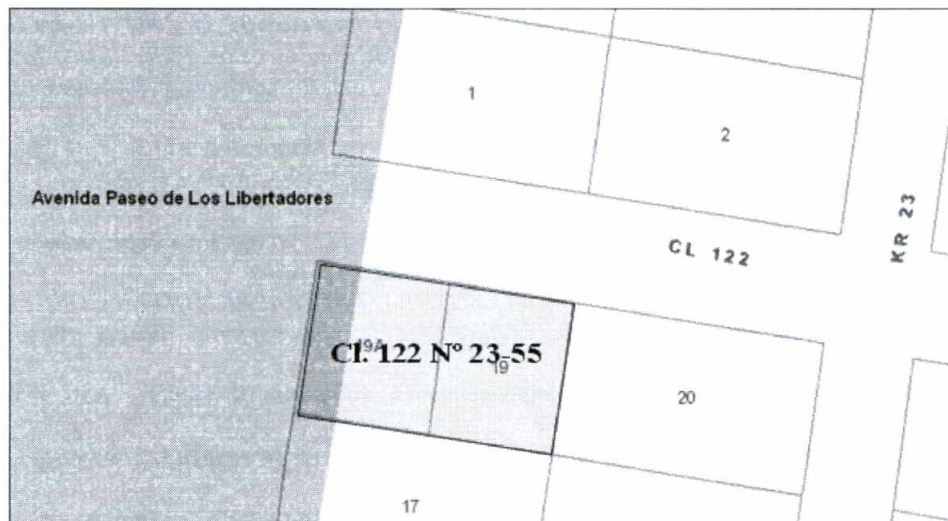 1
2
Avenida Paseo de Los Libertadores
KR 23
CL 122
19A
Cl. 122 Nº 23-55
19
20
17